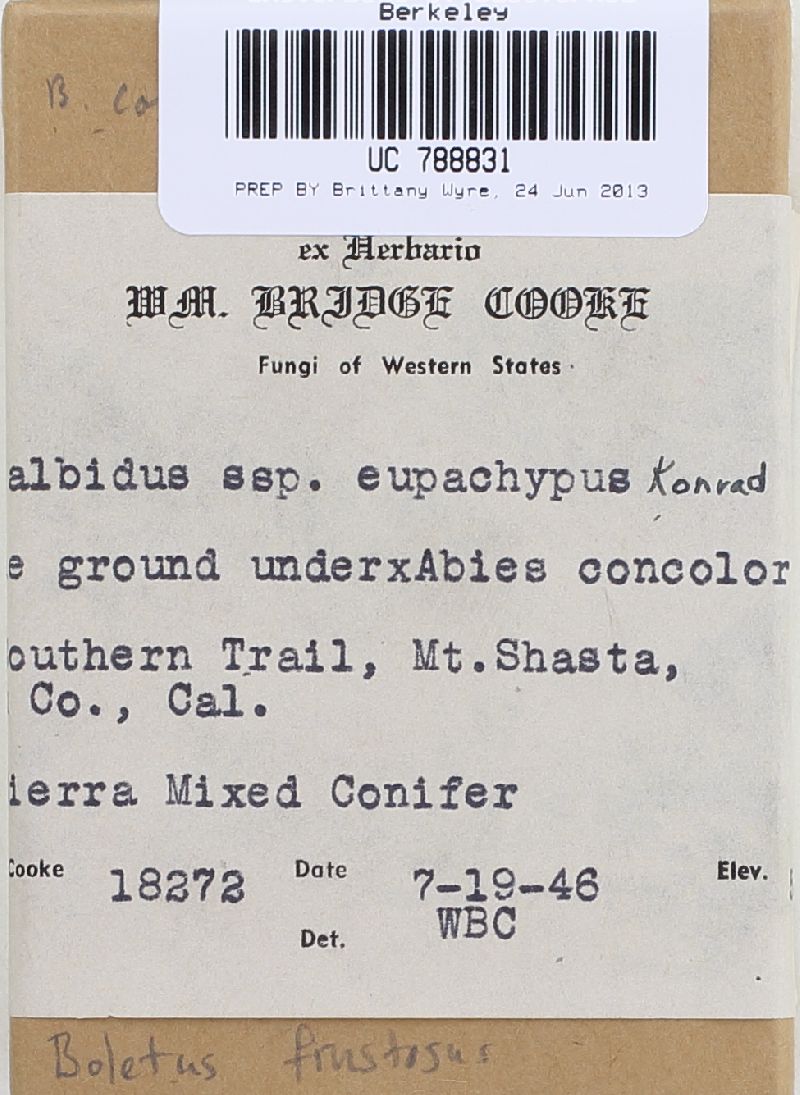 Berkeley
B. Co
UC 788831
PREP BY Brittany Wyre, 24 Jun 2013
ex Herbario
WM. BRIDGE COOKE
Fungi of Western States
albidus ssp. eupachypus Konrad
e ground underxAbies concolor
outhern Trail, Mt.Shasta,
Co., Cal.
ierra Mixed Conifer
Cooke 18272 Date 7-19-46 Elev.
Det. WBC
Boletus frustosus